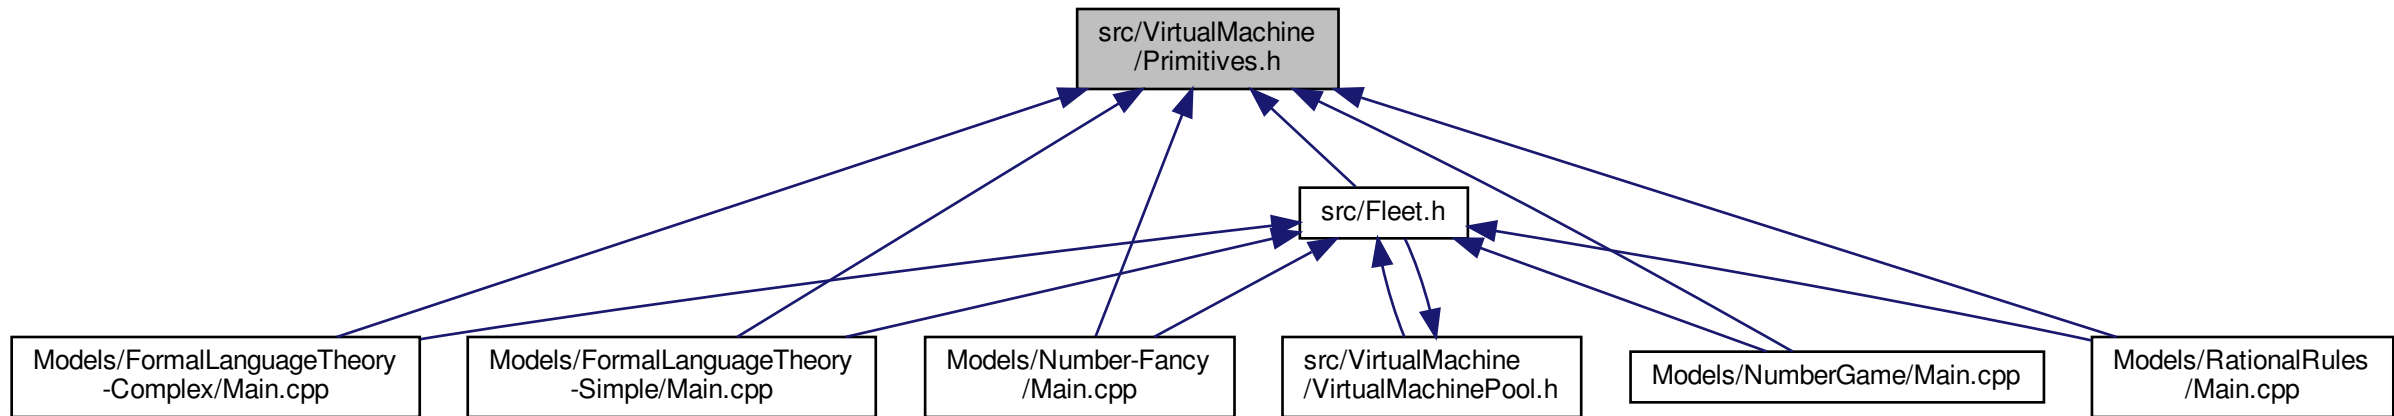 src/VirtualMachine
/Primitives.h
src/Fleet.h
Models/FormalLanguageTheory
-Complex/Main.cpp
Models/FormalLanguageTheory
-Simple/Main.cpp
Models/Number-Fancy
/Main.cpp
src/VirtualMachine
/VirtualMachinePool.h
Models/NumberGame/Main.cpp
Models/RationalRules
/Main.cpp